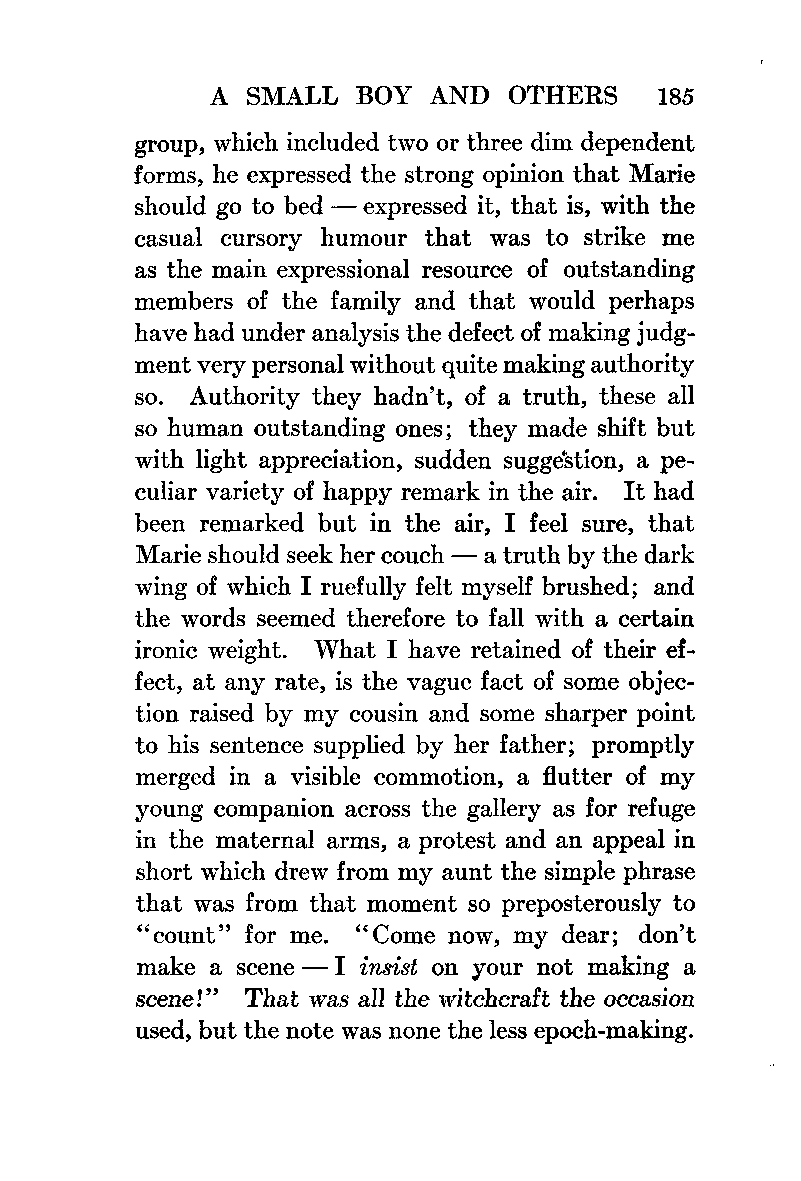 A SMALL BOY AND OTHERS 185
group, which included two or three dim dependent
forms, he expressed the strong opinion that Marie
should go to bed — expressed it, that is, with the
casual cursory humour that was to strike me
as the main expressional resource of outstanding
members of the family and that would perhaps
have had under analysis the defect of making judg-
ment very personal without quite making authority
so. Authority they hadn't, of a truth, these all
so human outstanding ones; they made shift but
with light appreciation, sudden suggestion, a pe-
culiar variety of happy remark in the air. It had
been remarked but in the air, I feel sure, that
Marie should seek her couch — a truth by the dark
wing of which I ruefully felt myself brushed; and
the words seemed therefore to fall with a certain
ironic weight. What I have retained of their ef-
fect, at any rate, is the vague fact of some objec-
tion raised by my cousin and some sharper point
to his sentence supplied by her father; promptly
merged in a visible commotion, a flutter of my
young companion across the gallery as for refuge
in the maternal arms, a protest and an appeal in
short which drew from my aunt the simple phrase
that was from that moment so preposterously to
"count" for me. "Come now, my dear; don't
make a scene — I insist on your not making a
scene!" That was all the witchcraft the occasion
used, but the note was none the less epoch-making.